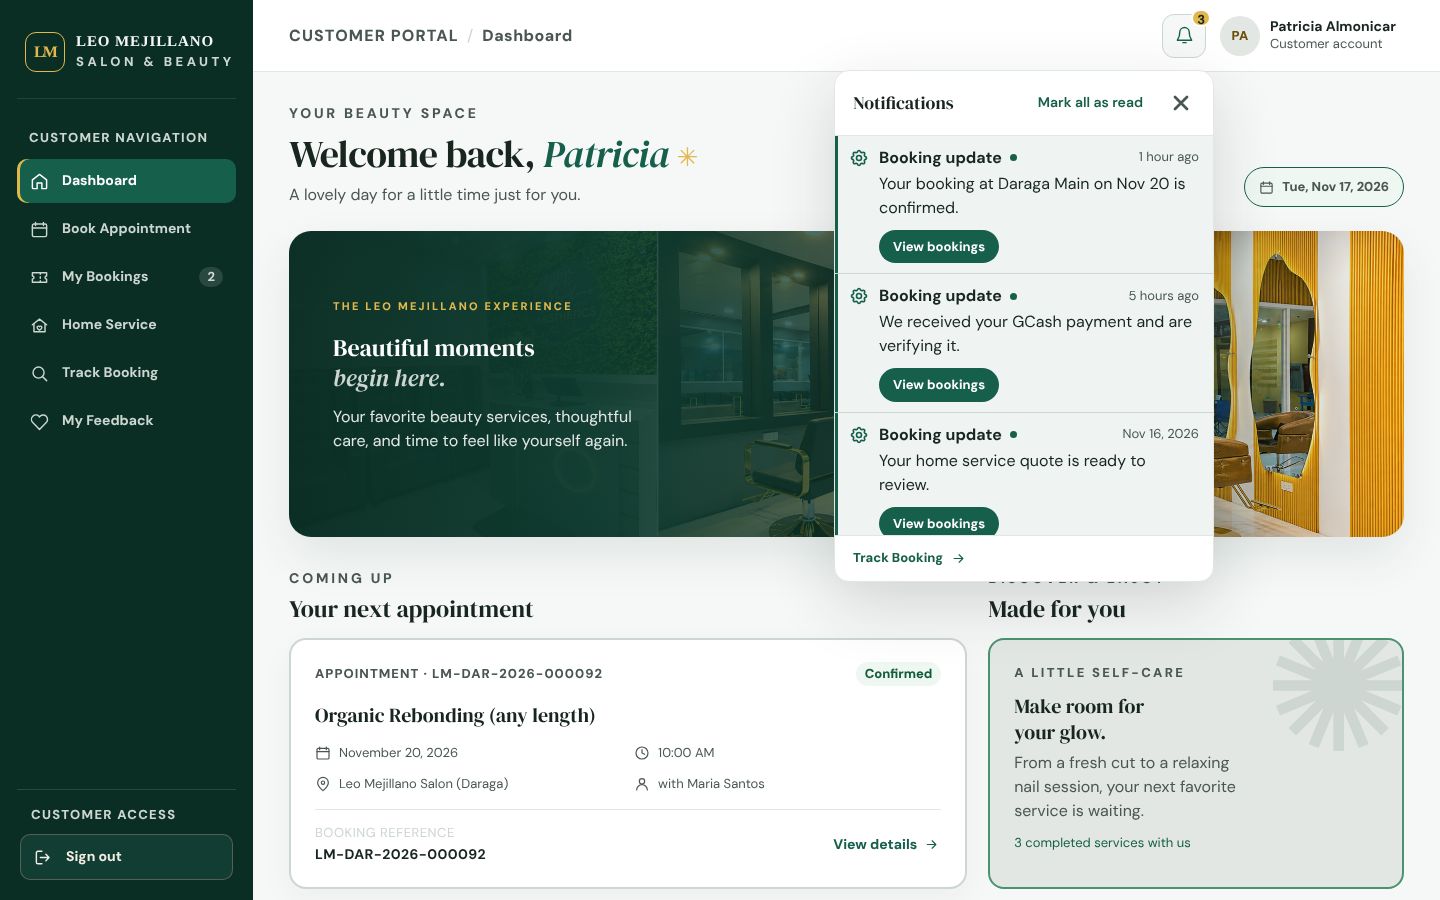 LM
LEO MEJILLANO
SALON & BEAUTY
CUSTOMER NAVIGATION
Dashboard
Book Appointment
My Bookings 2
Home Service
Track Booking
My Feedback
CUSTOMER ACCESS
Sign out
CUSTOMER PORTAL / Dashboard
3
PA
Patricia Almonicar
Customer account
YOUR BEAUTY SPACE
Welcome back, Patricia
A lovely day for a little time just for you.
Tue, Nov 17, 2026
THE LEO MEJILLANO EXPERIENCE
Beautiful moments
begin here.
Your favorite beauty services, thoughtful
care, and time to feel like yourself again.
Notifications Mark all as read
Booking update 1 hour ago
Your booking at Daraga Main on Nov 20 is
confirmed.
View bookings
Booking update 5 hours ago
We received your GCash payment and are
verifying it.
View bookings
Booking update Nov 16, 2026
Your home service quote is ready to
review.
View bookings
Track Booking
COMING UP
Your next appointment
APPOINTMENT · LM-DAR-2026-000092 Confirmed
Organic Rebonding (any length)
November 20, 2026 10:00 AM
Leo Mejillano Salon (Daraga) with Maria Santos
BOOKING REFERENCE
LM-DAR-2026-000092
View details
Made for you
A LITTLE SELF-CARE
Make room for
your glow.
From a fresh cut to a relaxing
nail session, your next favorite
service is waiting.
3 completed services with us